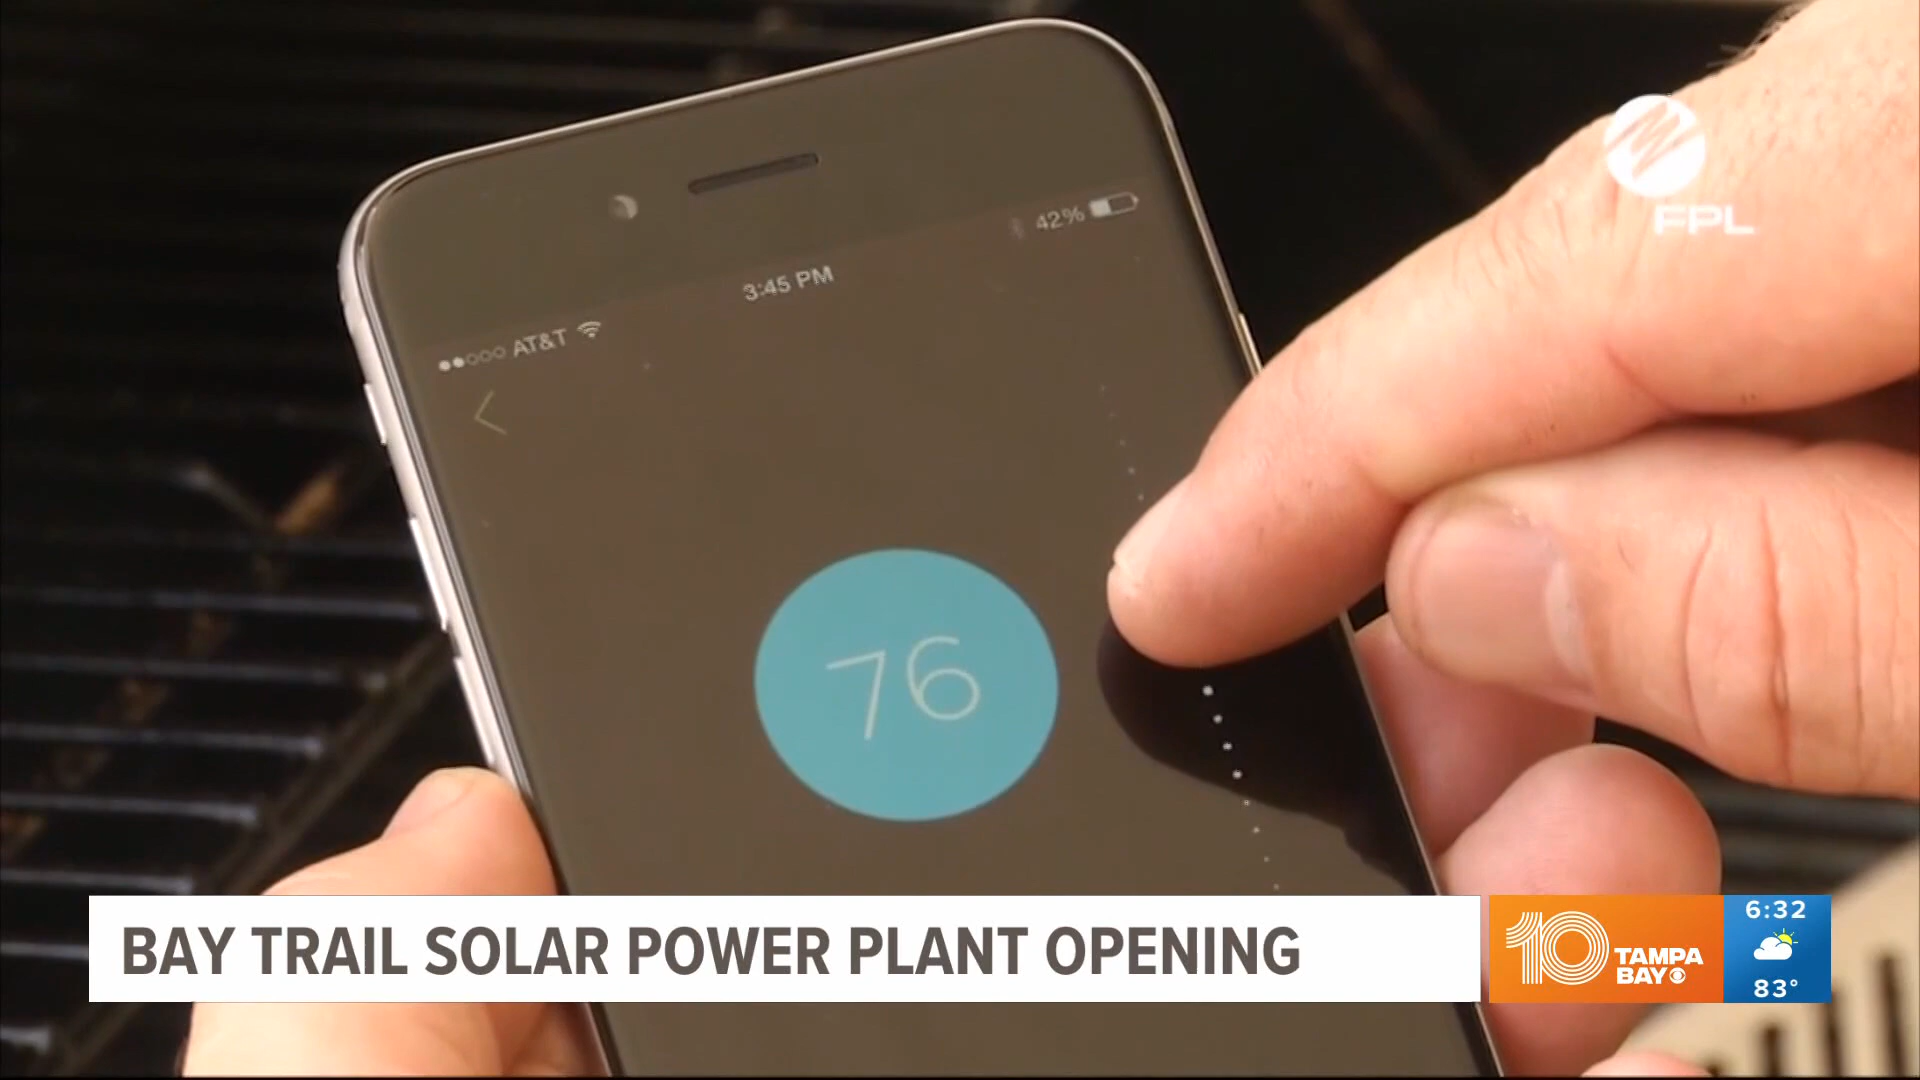 FPL
42%
3:45 PM
AT&T
76
BAY TRAIL SOLAR POWER PLANT OPENING
10 TAMPA
BAY
6:32
83°